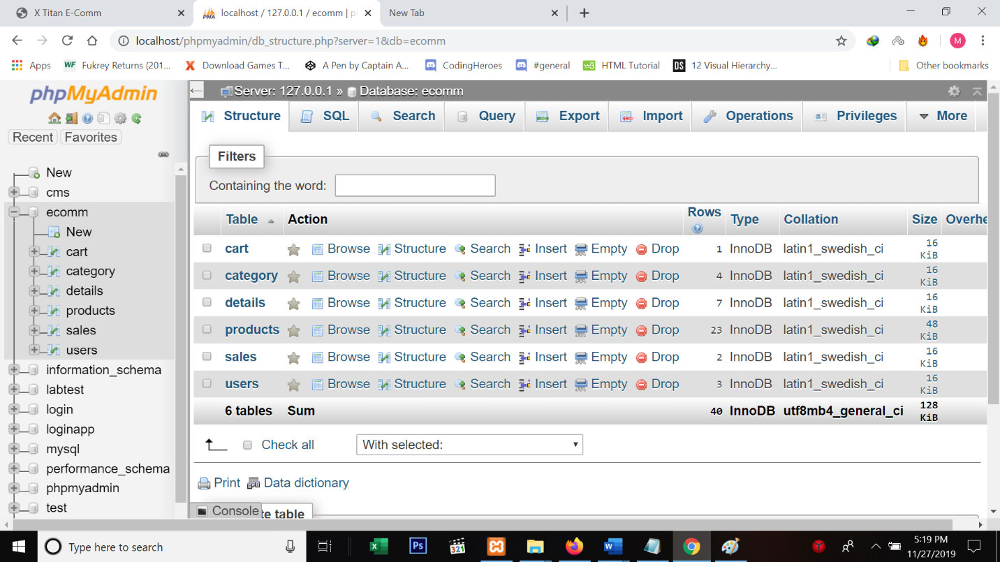 X Titan E-Comm
localhost / 127.0.0.1 / ecomm | p
New Tab
localhost/phpmyadmin/db_structure.php?server=1&db=ecomm
M
Apps
WF Fukrey Returns (201...
Download Games T...
A Pen by Captain A...
CodingHeroes
#general
HTML Tutorial
DS 12 Visual Hierarchy...
Other bookmarks
phpMyAdmin
Recent Favorites
New
cms
ecomm
New
cart
category
details
products
sales
users
information_schema
labtest
login
loginapp
mysql
performance_schema
phpmyadmin
test
Server: 127.0.0.1 » Database: ecomm
Structure SQL Search Query Export Import Operations Privileges More
Filters
Containing the word:
Table Action Rows Type Collation Size Overhe
cart Browse Structure Search Insert Empty Drop 1 InnoDB latin1_swedish_ci 16 KiB
category Browse Structure Search Insert Empty Drop 4 InnoDB latin1_swedish_ci 16 KiB
details Browse Structure Search Insert Empty Drop 7 InnoDB latin1_swedish_ci 16 KiB
products Browse Structure Search Insert Empty Drop 23 InnoDB latin1_swedish_ci 48 KiB
sales Browse Structure Search Insert Empty Drop 2 InnoDB latin1_swedish_ci 16 KiB
users Browse Structure Search Insert Empty Drop 3 InnoDB latin1_swedish_ci 16 KiB
6 tables Sum 40 InnoDB utf8mb4_general_ci 128 KiB
Check all With selected:
Print Data dictionary
Console te table
Type here to search
5:19 PM
11/27/2019